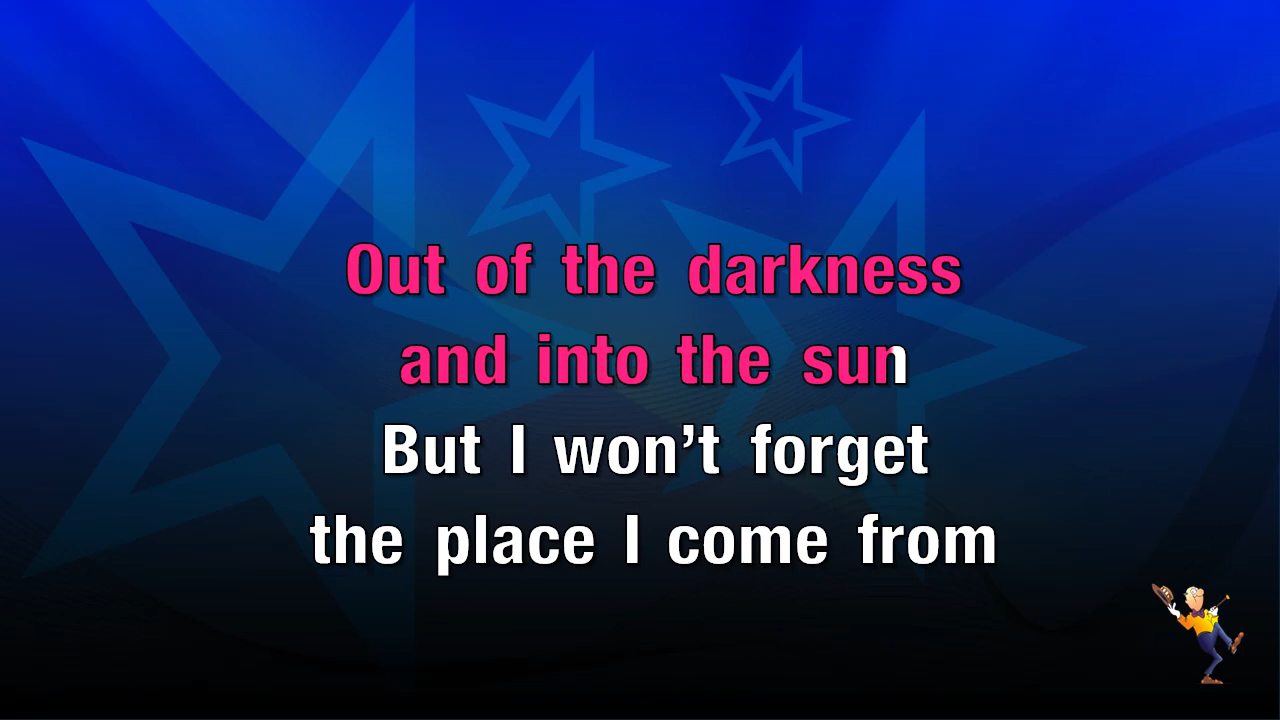 Out of the darkness
and into the sun
But I won’t forget
the place I come from